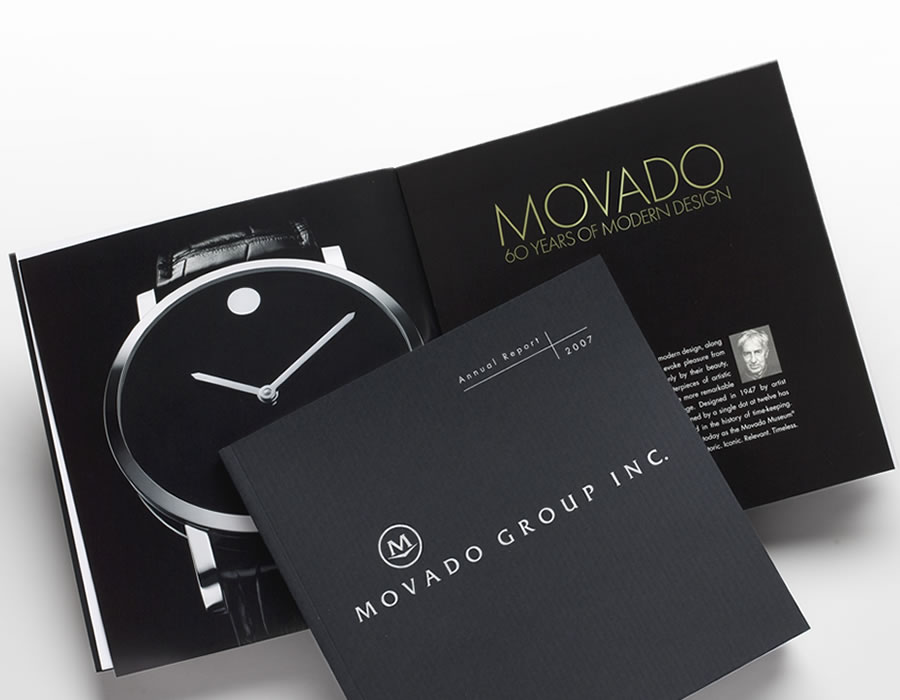 MOVADO
60 YEARS OF MODERN DESIGN
modern design, along
evoke pleasure from
by their beauty,
of artistic
more remarkable
Designed in 1947 by artist
by a single dot at twelve has
in the history of time-keeping.
today as the Movado Museum®
Iconic. Relevant. Timeless.
Annual Report
2007
M
MOVADO GROUP INC.